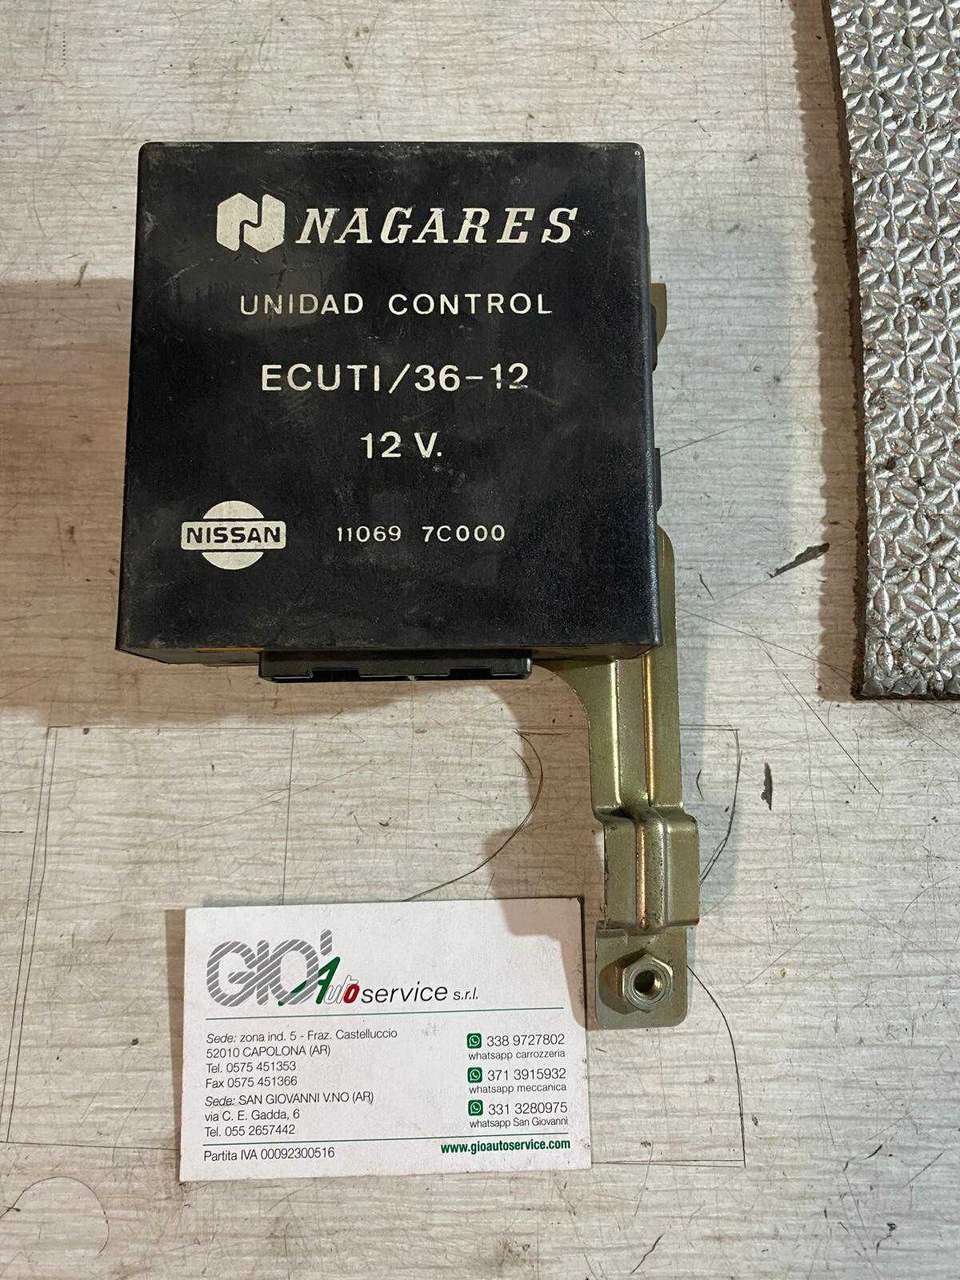 NAGARES
UNIDAD CONTROL
ECUTI/36-12
12 V.
NISSAN
11069 7C000
GIO' Auto service s.r.l.
Sede: zona ind. 5 - Fraz. Castelluccio
52010 CAPOLONA (AR)
Tel. 0575 451353
Fax 0575 451366
Sede: SAN GIOVANNI V.NO (AR)
via C. E. Gadda, 6
Tel. 055 2657442
Partita IVA 00092300516
338 9727802
whatsapp carrozzeria
371 3915932
whatsapp meccanica
331 3280975
whatsapp San Giovanni
www.gioautoservice.com